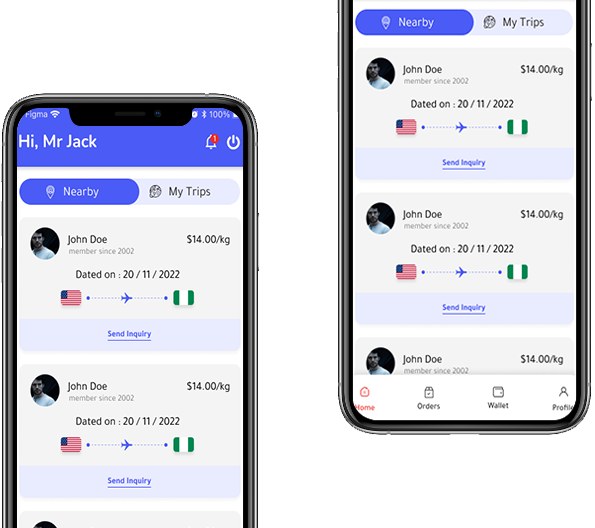 Figma 100%
Hi, Mr Jack
1
Nearby My Trips
John Doe $14.00/kg
member since 2002
Dated on : 20 / 11 / 2022
Send Inquiry
John Doe $14.00/kg
member since 2002
Dated on : 20 / 11 / 2022
Send Inquiry
Nearby My Trips
John Doe $14.00/kg
member since 2002
Dated on : 20 / 11 / 2022
Send Inquiry
John Doe $14.00/kg
member since 2002
Dated on : 20 / 11 / 2022
Send Inquiry
John Doe $14.00/kg
member since 2002
Home Orders Wallet Profile